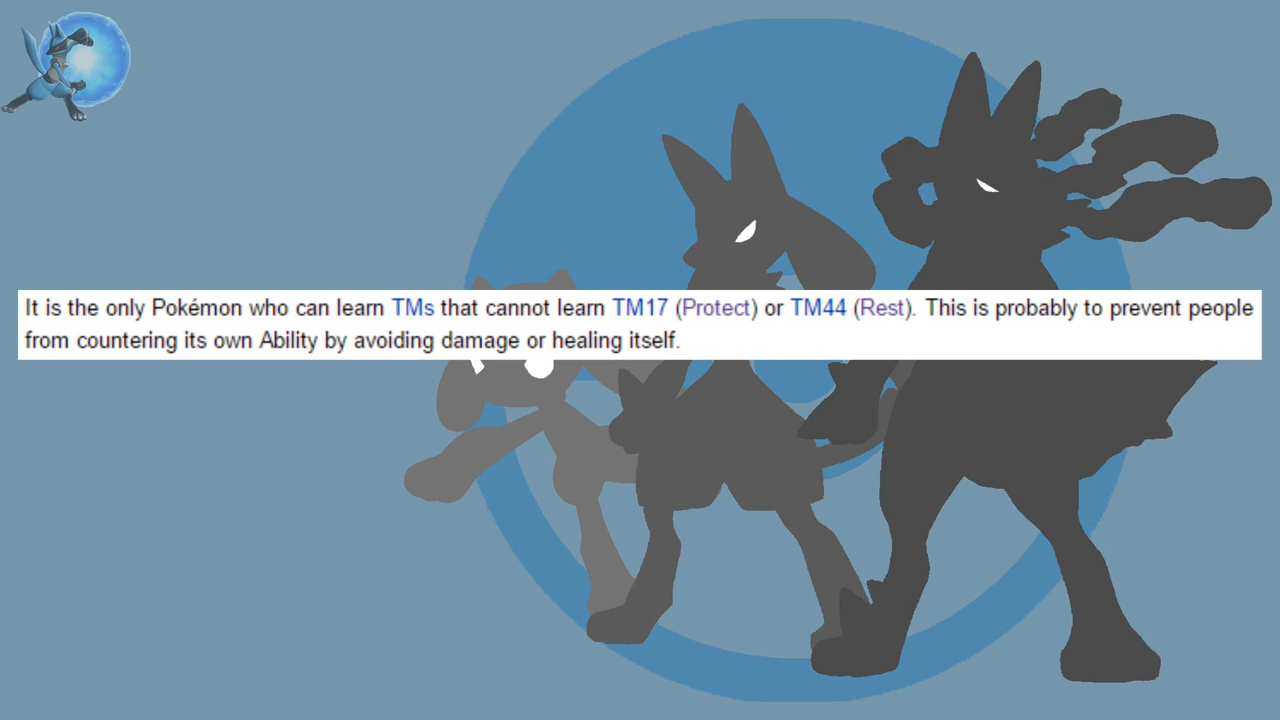 It is the only Pokémon who can learn TMs that cannot learn TM17 (Protect) or TM44 (Rest). This is probably to prevent people
from countering its own Ability by avoiding damage or healing itself.